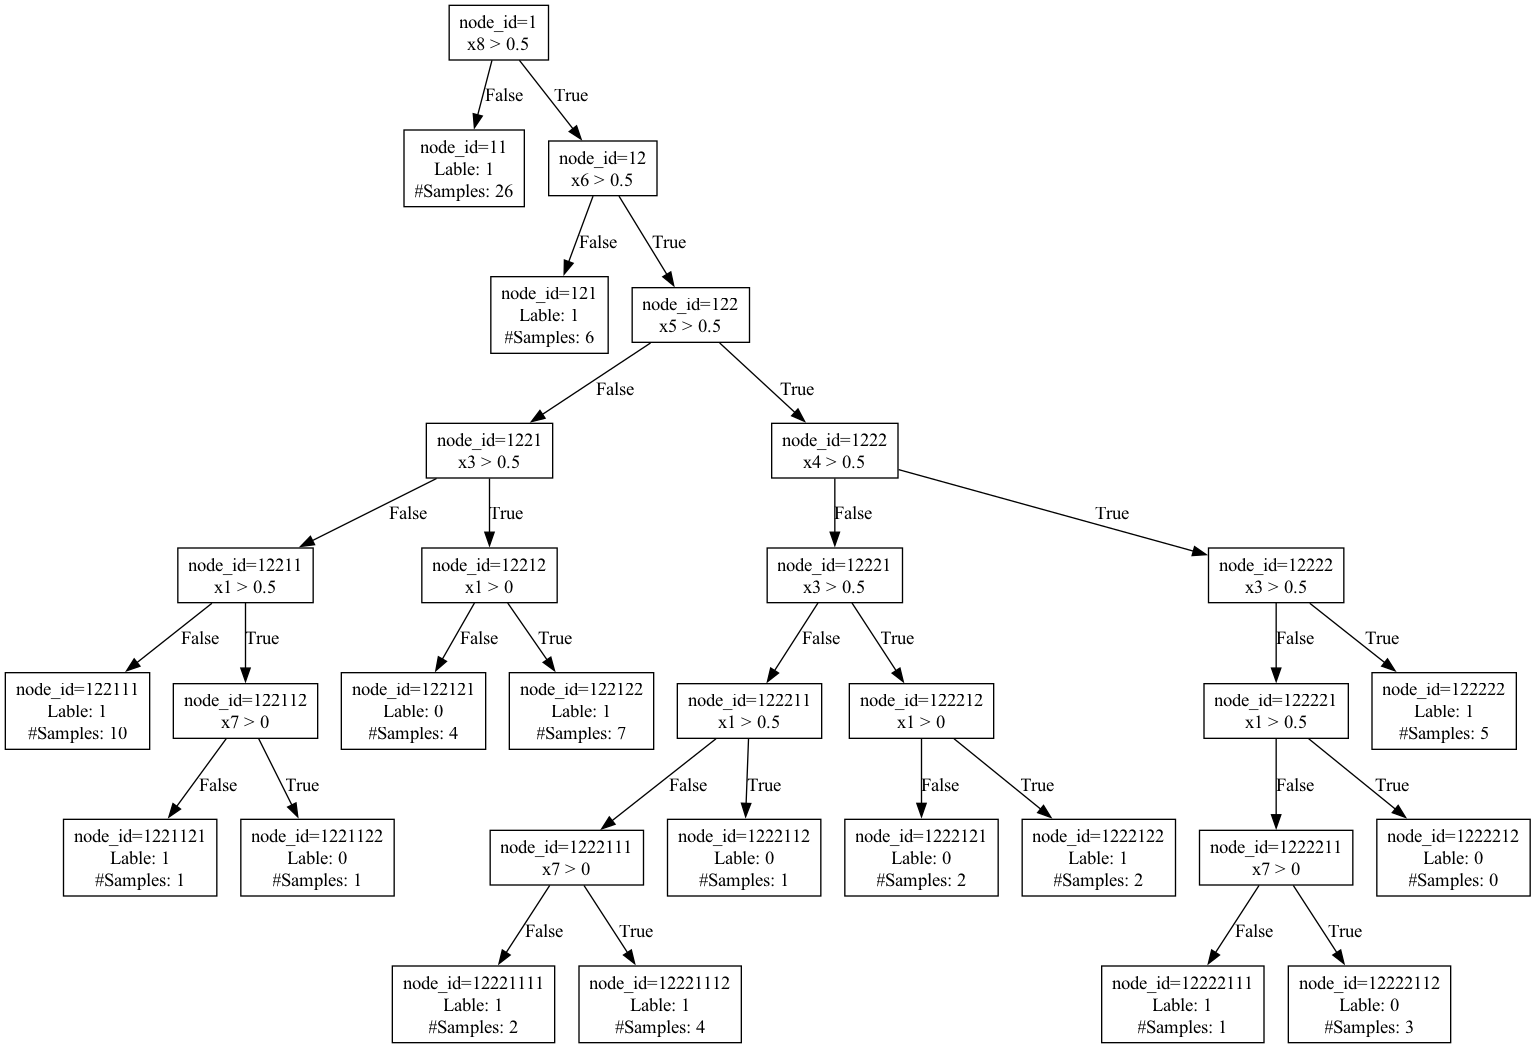 node_id=1
x8 > 0.5
False
True
node_id=11
Lable: 1
#Samples: 26
node_id=12
x6 > 0.5
False
True
node_id=121
Lable: 1
#Samples: 6
node_id=122
x5 > 0.5
False
True
node_id=1221
x3 > 0.5
node_id=1222
x4 > 0.5
False
True
False
True
node_id=12211
x1 > 0.5
node_id=12212
x1 > 0
node_id=12221
x3 > 0.5
node_id=12222
x3 > 0.5
False
True
False
True
False
True
False
True
node_id=122111
Lable: 1
#Samples: 10
node_id=122112
x7 > 0
node_id=122121
Lable: 0
#Samples: 4
node_id=122122
Lable: 1
#Samples: 7
node_id=122211
x1 > 0.5
node_id=122212
x1 > 0
node_id=122221
x1 > 0.5
node_id=122222
Lable: 1
#Samples: 5
False
True
False
True
False
True
False
True
node_id=1221121
Lable: 1
#Samples: 1
node_id=1221122
Lable: 0
#Samples: 1
node_id=1222111
x7 > 0
node_id=1222112
Lable: 0
#Samples: 1
node_id=1222121
Lable: 0
#Samples: 2
node_id=1222122
Lable: 1
#Samples: 2
node_id=1222211
x7 > 0
node_id=1222212
Lable: 0
#Samples: 0
False
True
False
True
node_id=12221111
Lable: 1
#Samples: 2
node_id=12221112
Lable: 1
#Samples: 4
node_id=12222111
Lable: 1
#Samples: 1
node_id=12222112
Lable: 0
#Samples: 3